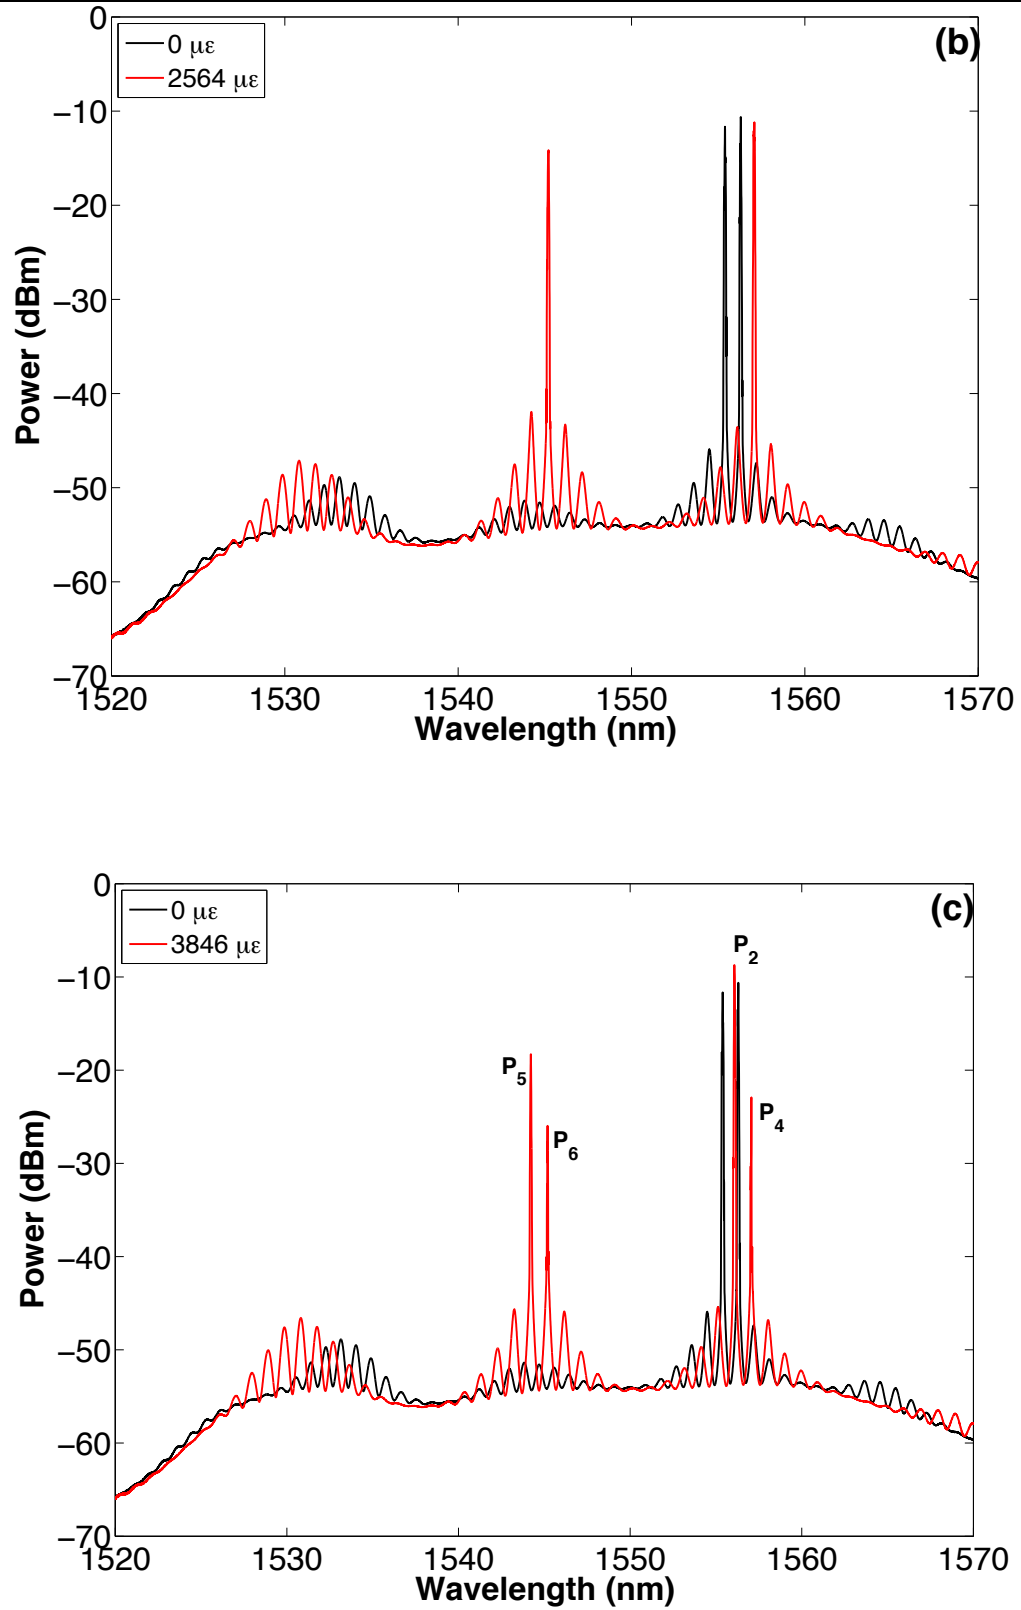 (b)
0 με
2564 με
0
−10
−20
−30
−40
−50
−60
−70
Power (dBm)
1520 1530 1540 1550 1560 1570
Wavelength (nm)
(c)
0 με
3846 με
P2
P5
P4
P6
0
−10
−20
−30
−40
−50
−60
−70
Power (dBm)
1520 1530 1540 1550 1560 1570
Wavelength (nm)